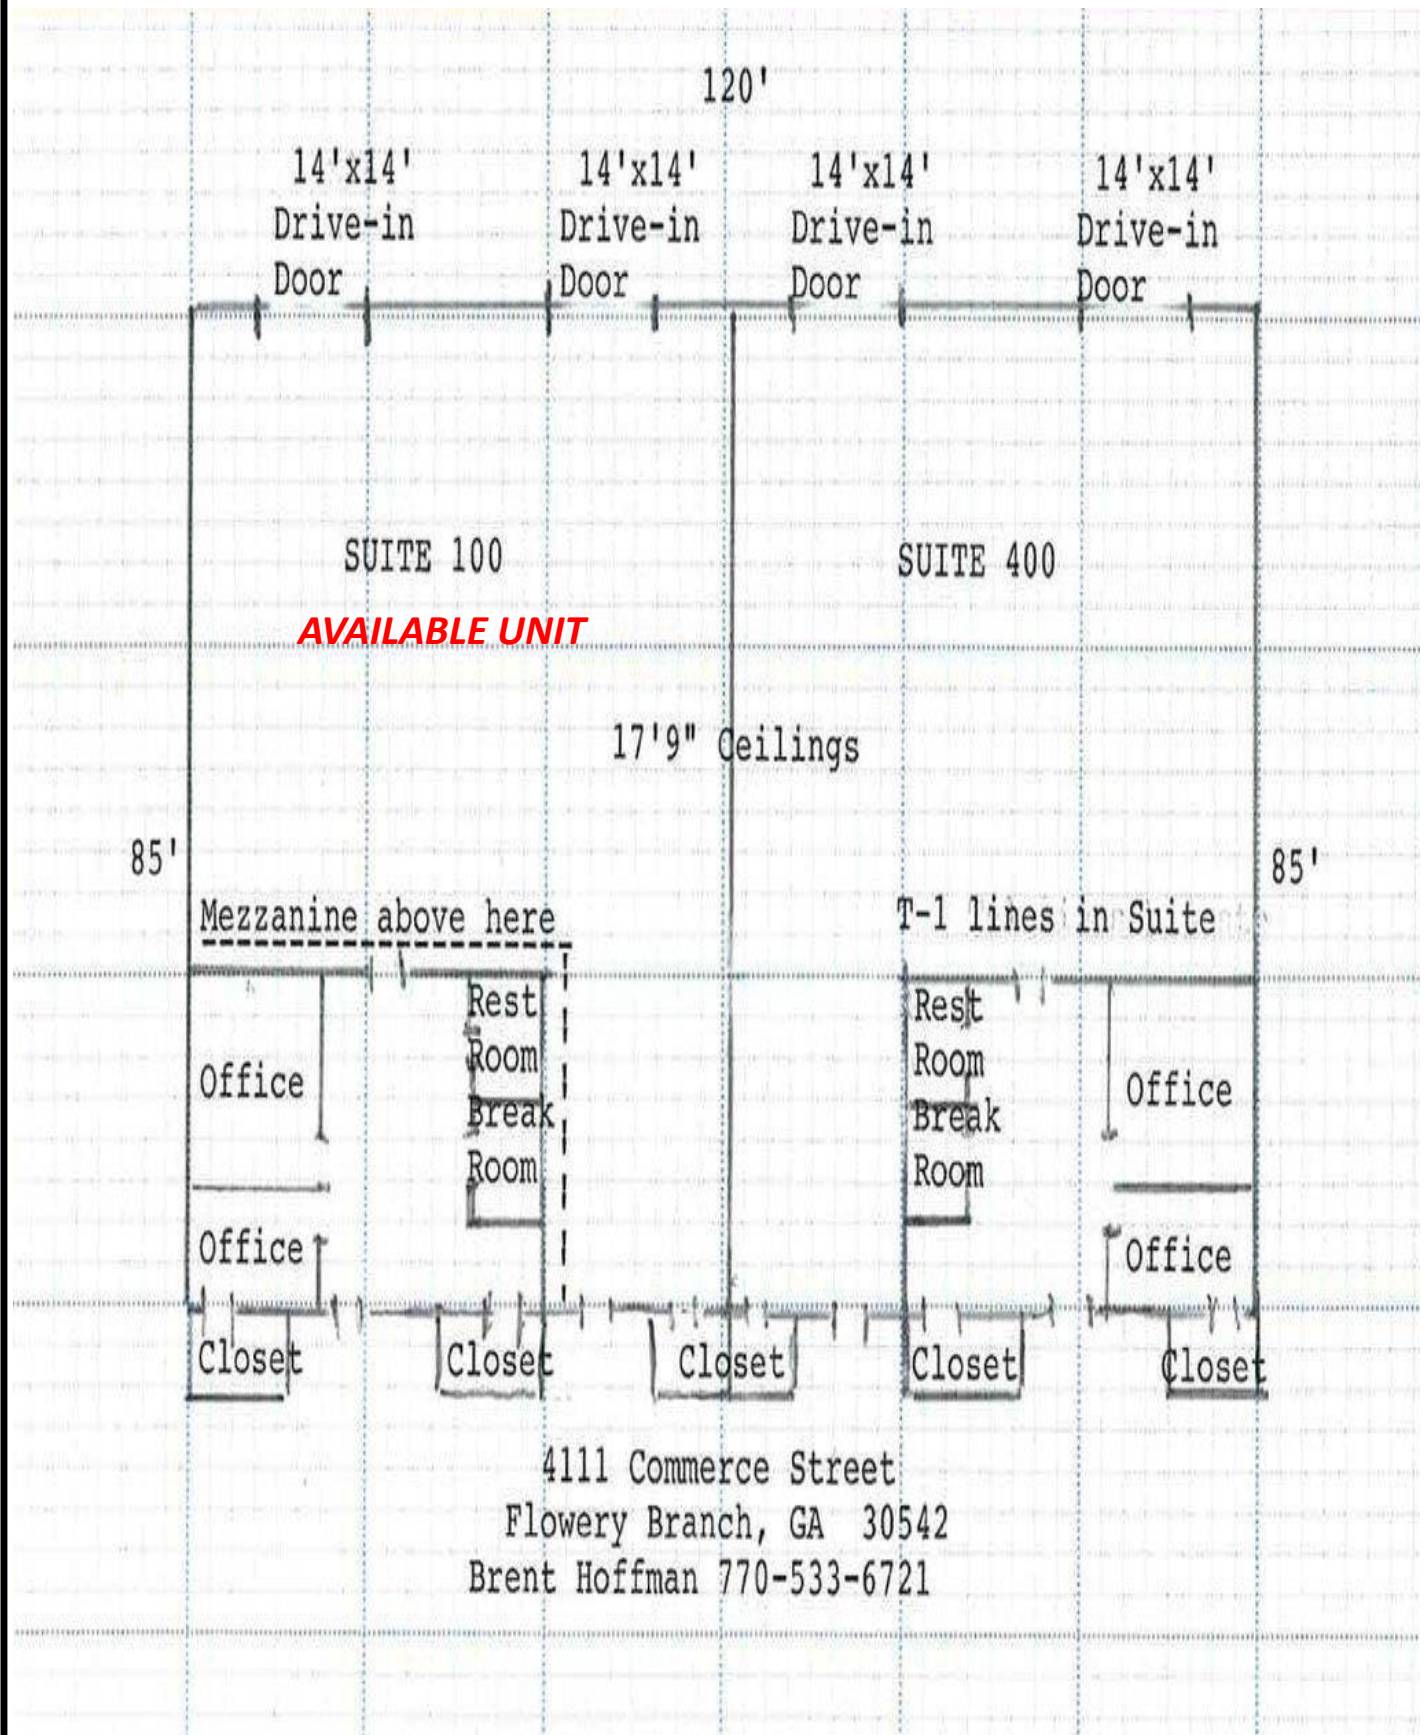 120'
14'x14'
Drive-in
Door
14'x14'
Drive-in
Door
14'x14'
Drive-in
Door
14'x14'
Drive-in
Door
SUITE 100
AVAILABLE UNIT
SUITE 400
17'9" Ceilings
85'
85'
Mezzanine above here
T-1 lines in Suite
Rest
Room
Break
Room
Office
Office
Rest
Room
Break
Room
Office
Office
Closet
Closet
Closet
Closet
Closet
4111 Commerce Street
Flowery Branch, GA  30542
Brent Hoffman 770-533-6721